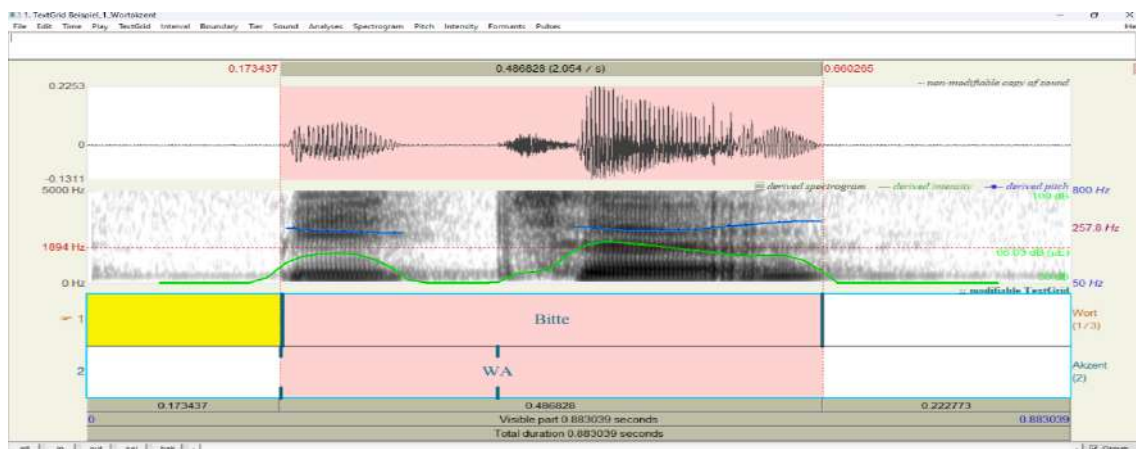 1. TextGrid Beispiel_1_Wortakzent
File Edit Time Play TextGrid Interval Boundary Tier Sound Analyses Spectrogram Pitch Intensity Formants Pulses
0.173437 0.486828 (2.054 / s) 0.660265
0.2253
non-modifiable copy of sound
0
-0.1311
5000 Hz
derived spectrogram derived intensity derived pitch 800 Hz
100 dB
1894 Hz
257.8 Hz
0 Hz
50 Hz
modifiable TextGrid
1 Bitte Wort (1/3)
2 WA Akzent (2)
0.173437 0.486828 0.222773
0 Visible part 0.883039 seconds 0.883039
Total duration 0.883039 seconds